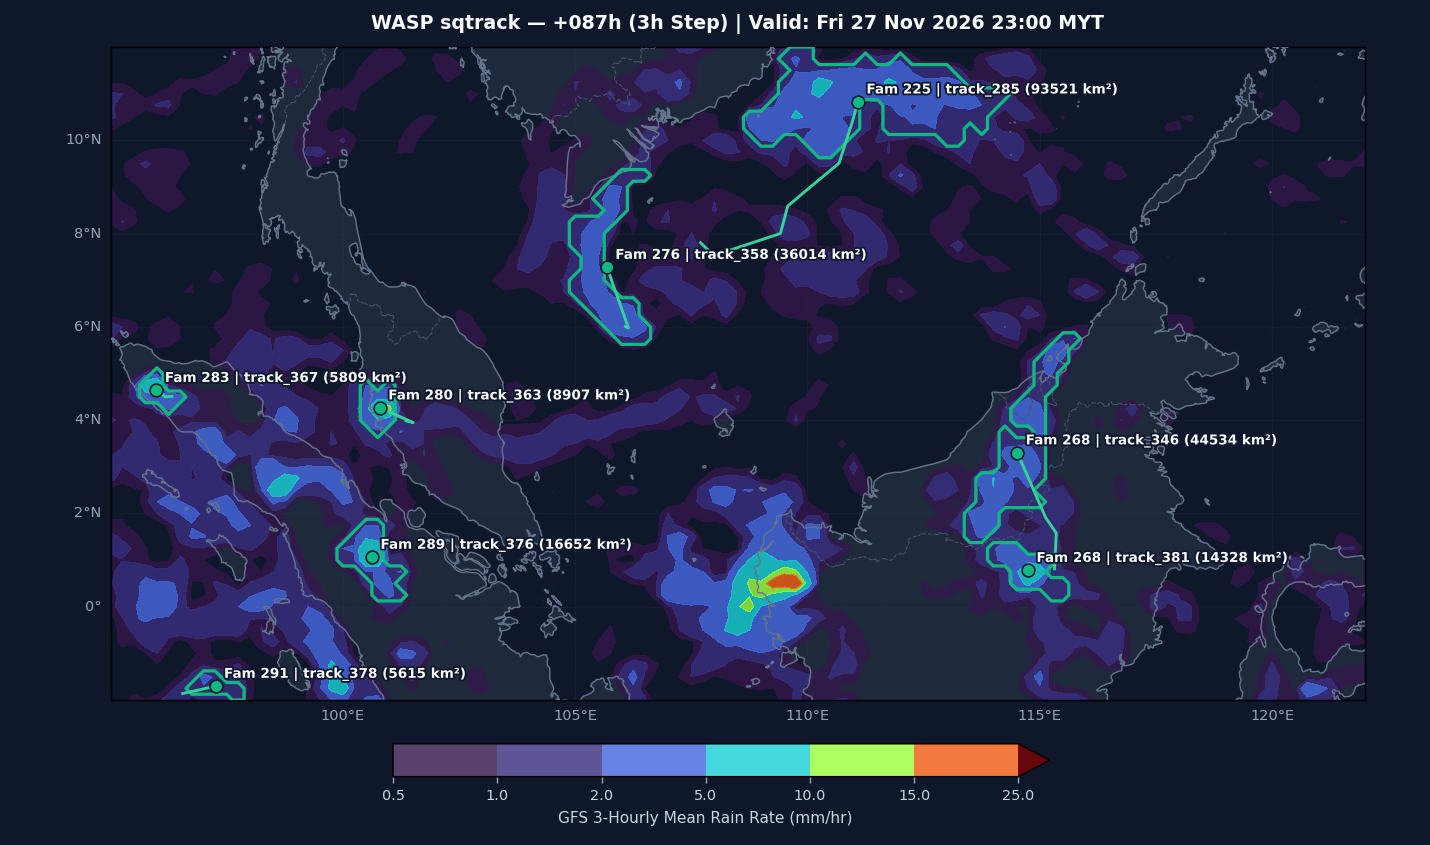 WASP sqtrack — +087h (3h Step) | Valid: Fri 27 Nov 2026 23:00 MYT
Fam 225 | track_285 (93521 km²)
10°N
8°N
Fam 276 | track_358 (36014 km²)
6°N
Fam 283 | track_367 (5809 km²)
Fam 280 | track_363 (8907 km²)
4°N
Fam 268 | track_346 (44534 km²)
2°N
Fam 289 | track_376 (16652 km²)
Fam 268 | track_381 (14328 km²)
0°
Fam 291 | track_378 (5615 km²)
100°E 105°E 110°E 115°E 120°E
0.5 1.0 2.0 5.0 10.0 15.0 25.0
GFS 3-Hourly Mean Rain Rate (mm/hr)